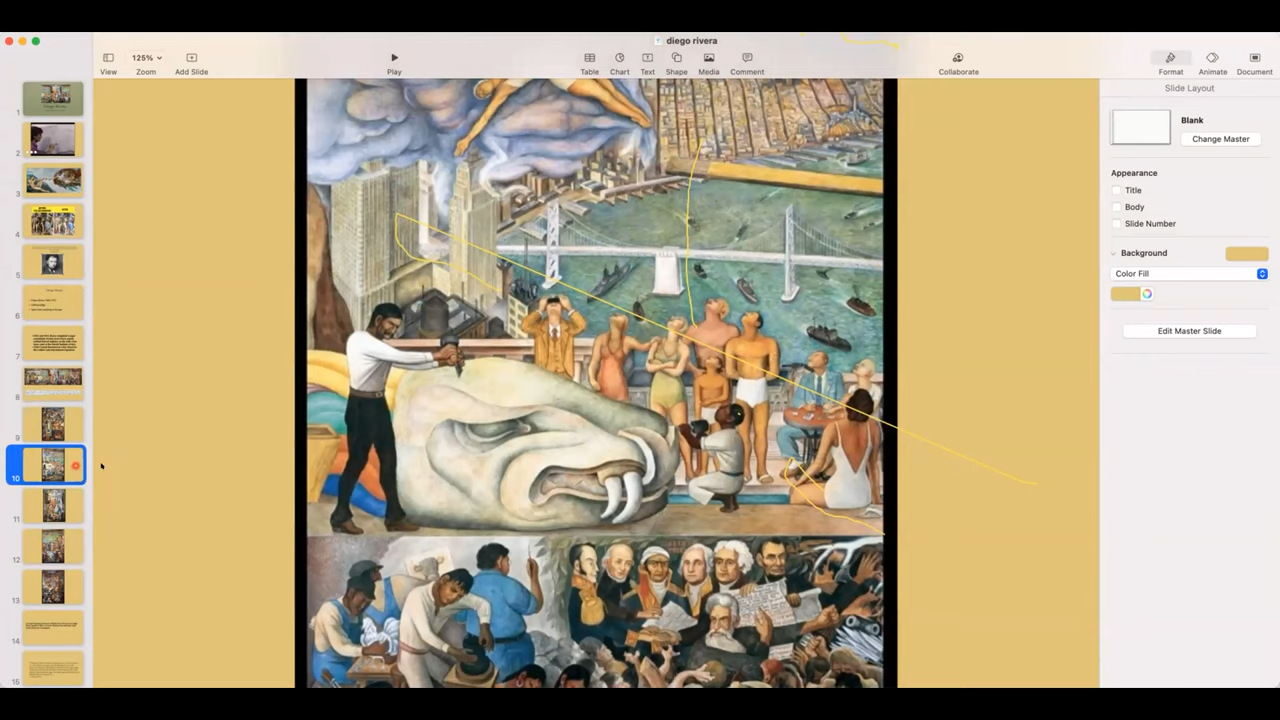 diego rivera
125%
View
Zoom
Add Slide
Play
Table
Chart
Text
Shape
Media
Comment
Collaborate
Format
Animate
Document
Slide Layout
Blank
Change Master
Appearance
Title
Body
Slide Number
Background
Color Fill
Edit Master Slide
1
2
3
4
5
6
7
8
9
10
11
12
13
14
15